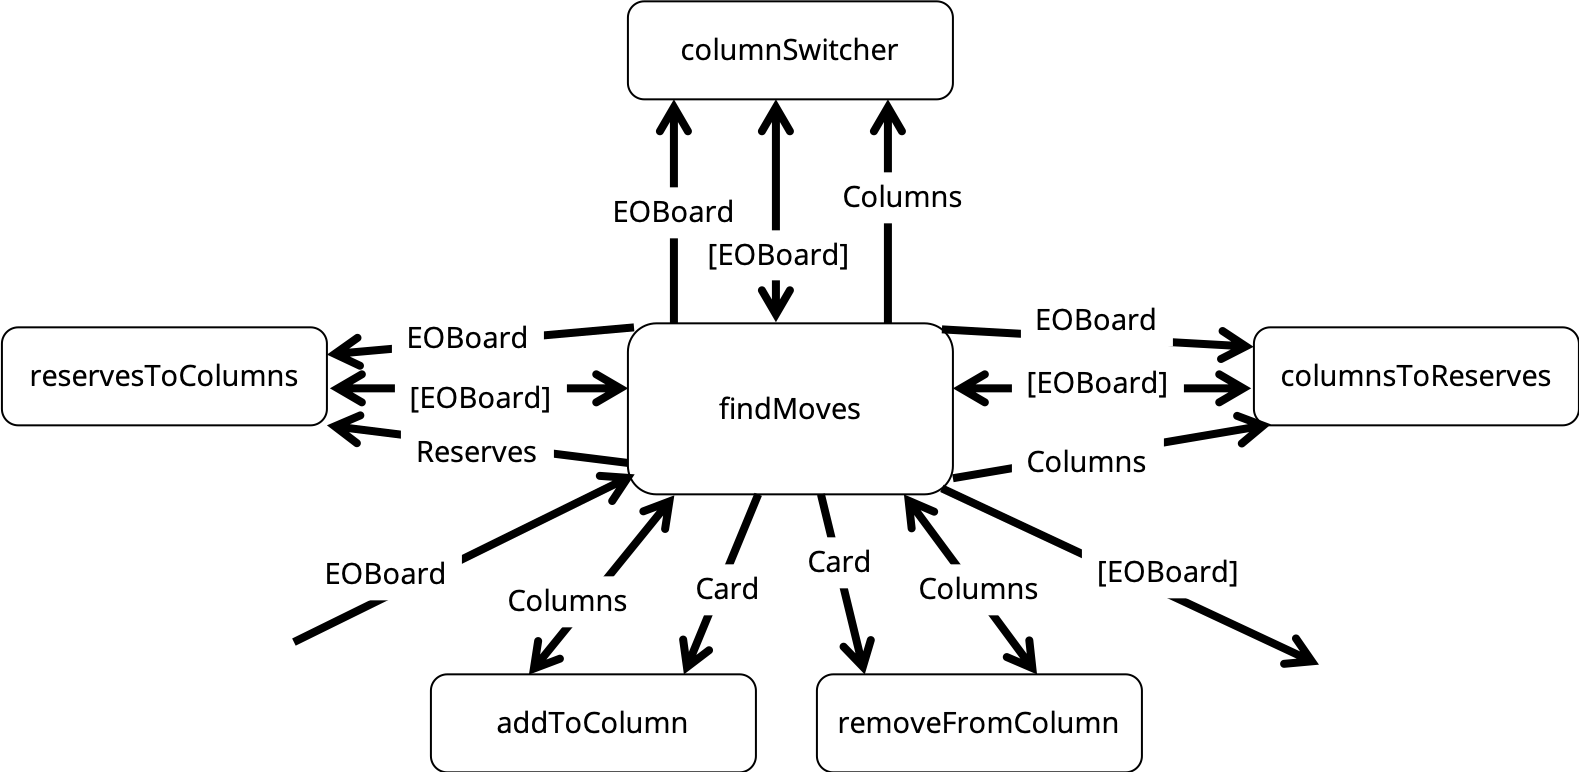 columnSwitcher
Columns
EOBoard
[EOBoard]
EOBoard
EOBoard
reservesToColumns
[EOBoard]
findMoves
[EOBoard]
columnsToReserves
Reserves
Columns
EOBoard
Columns
Card
Card
Columns
[EOBoard]
addToColumn
removeFromColumn